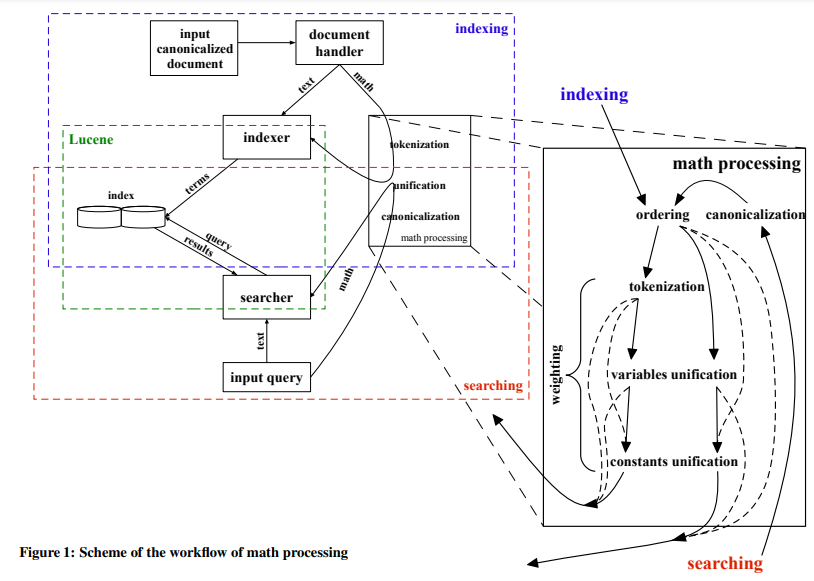 indexing
input
canonicalized
document
document
handler
text
math
Lucene
indexer
tokenization
unification
canonicalization
math processing
terms
index
query
results
searcher
math
text
input query
searching
indexing
math processing
ordering
canonicalization
tokenization
weighting
variables unification
constants unification
searching
Figure 1: Scheme of the workflow of math processing